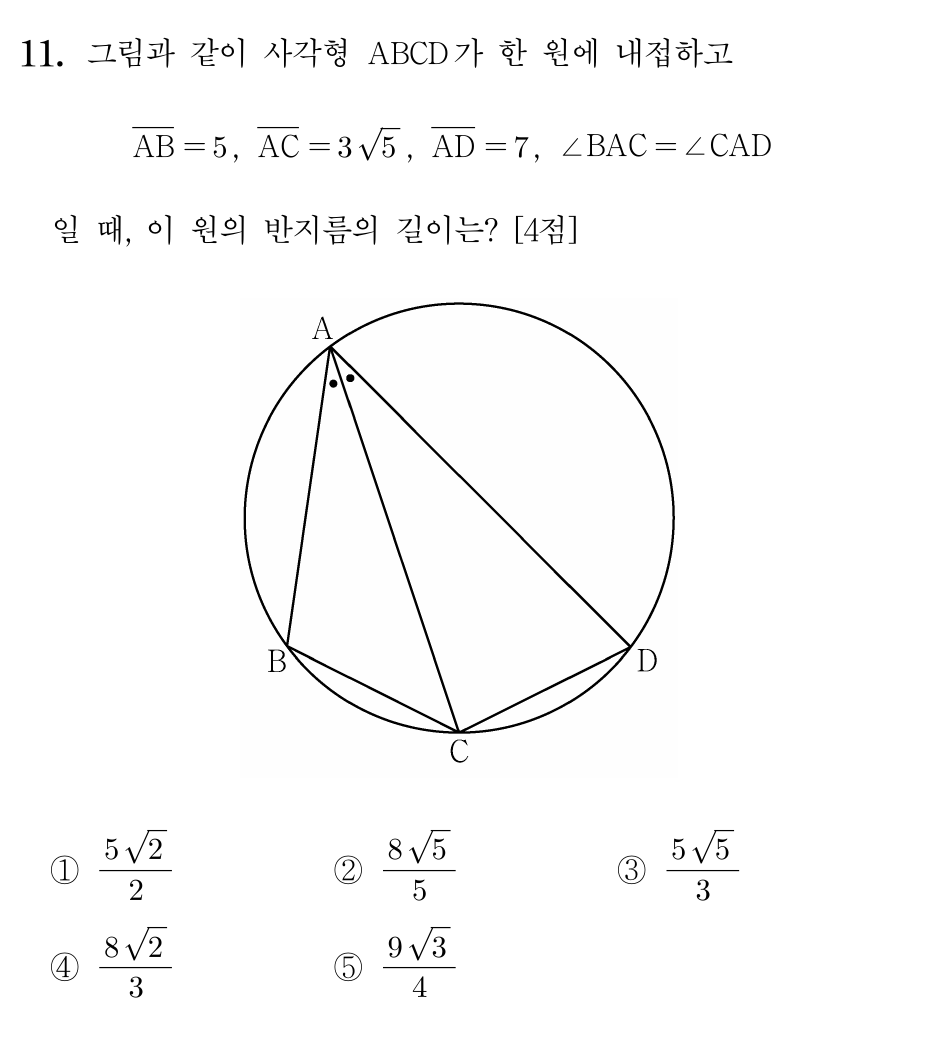 11. 그림과 같이 사각형 ABCD가 한 원에 내접하고
$\overline{AB}=5$, $\overline{AC}=3\sqrt{5}$, $\overline{AD}=7$, ∠BAC=∠CAD
일 때, 이 원의 반지름의 길이는? [4점]
A
B
D
C
① $\frac{5\sqrt{2}}{2}$ ② $\frac{8\sqrt{5}}{5}$ ③ $\frac{5\sqrt{5}}{3}$
④ $\frac{8\sqrt{2}}{3}$ ⑤ $\frac{9\sqrt{3}}{4}$